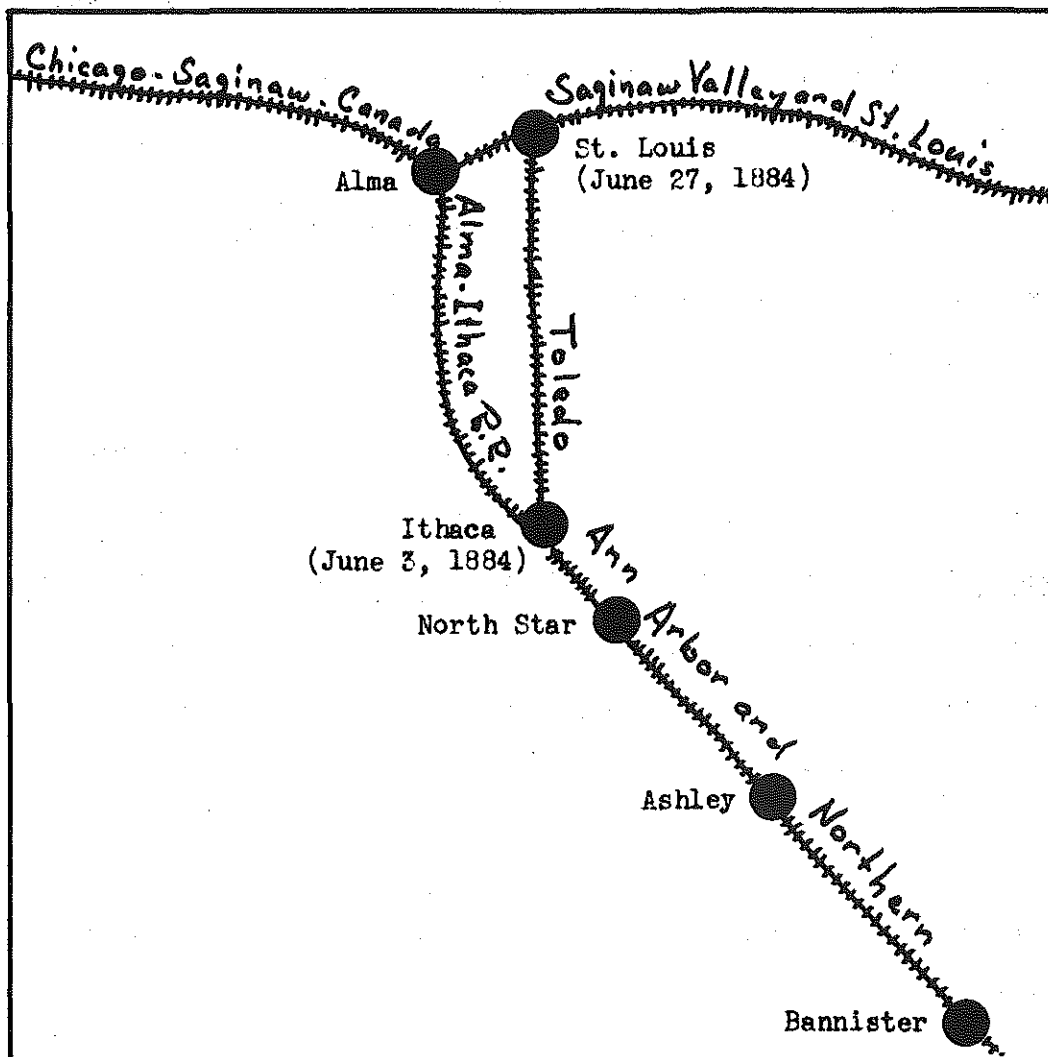 Chicago-Saginaw-Canada
Saginaw Valley and St. Louis
St. Louis
(June 27, 1884)
Alma
Alma-Ithaca R.R.
Toledo
Ithaca
(June 3, 1884)
Ann Arbor and Northern
North Star
Ashley
Bannister